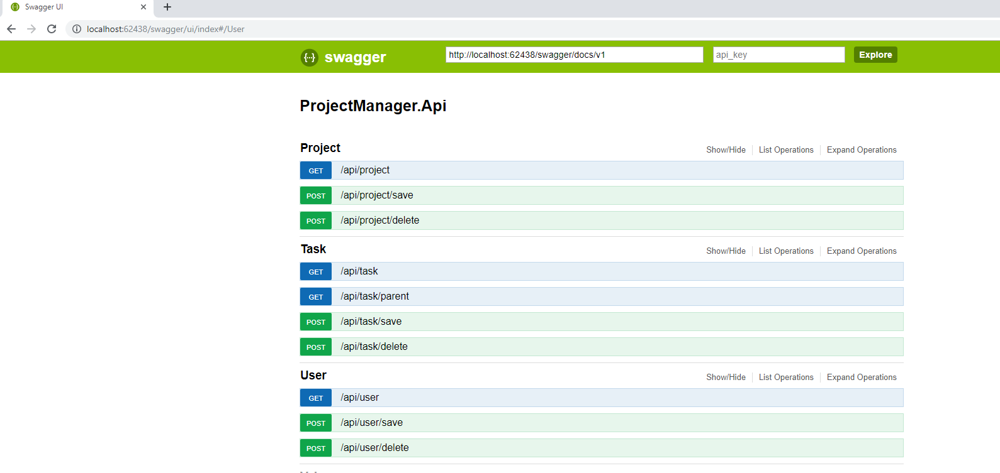 Swagger UI
localhost:62438/swagger/ui/index#/User
swagger
http://localhost:62438/swagger/docs/v1
api_key
Explore
ProjectManager.Api
Project Show/Hide List Operations Expand Operations
GET /api/project
POST /api/project/save
POST /api/project/delete
Task Show/Hide List Operations Expand Operations
GET /api/task
GET /api/task/parent
POST /api/task/save
POST /api/task/delete
User Show/Hide List Operations Expand Operations
GET /api/user
POST /api/user/save
POST /api/user/delete